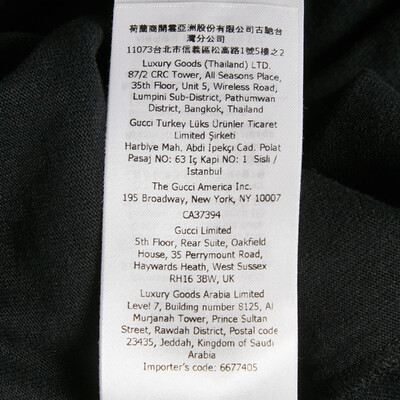 荷蘭商開雲亞洲股份有限公司古馳台
灣分公司
11073台北市信義區松高路1號5樓之2
Luxury Goods (Thailand) LTD.
87/2 CRC Tower, All Seasons Place,
35th Floor, Unit 5, Wireless Road,
Lumpini Sub-District, Pathumwan
District, Bangkok, Thailand
Gucci Turkey Lüks Ürünler Ticaret
Limited Şirketi
Harbiye Mah. Abdi İpekçi Cad. Polat
Pasaj NO: 63 İç Kapi NO: 1 Sisli /
Istanbul
The Gucci America Inc.
195 Broadway, New York, NY 10007
CA37394
Gucci Limited
5th Floor, Rear Suite, Oakfield
House, 35 Perrymount Road,
Haywards Heath, West Sussex
RH16 3BW, UK
Luxury Goods Arabia Limited
Level 7, Building number 8125, Al
Murjanah Tower, Prince Sultan
Street, Rawdah District, Postal code
23435, Jeddah, Kingdom of Saudi
Arabia
Importer's code: 6677405